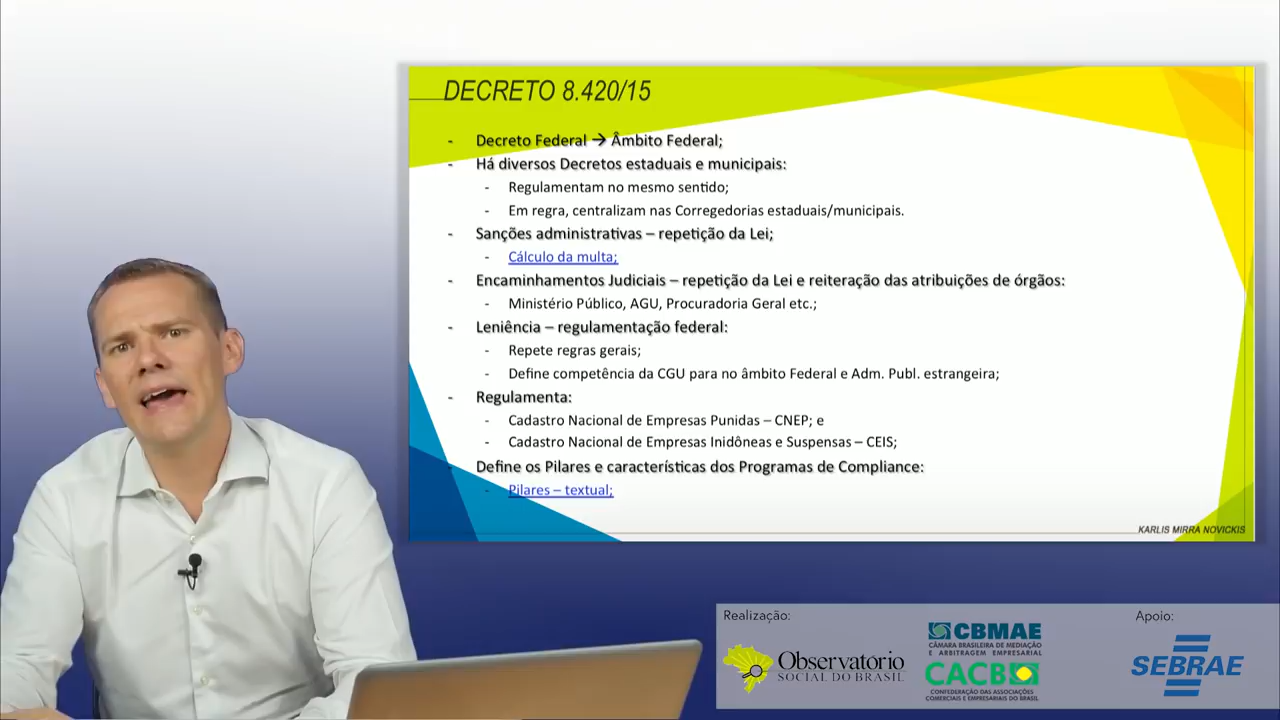 DECRETO 8.420/15
- Decreto Federal → Âmbito Federal;
- Há diversos Decretos estaduais e municipais:
- Regulamentam no mesmo sentido;
- Em regra, centralizam nas Corregedorias estaduais/municipais.
- Sanções administrativas – repetição da Lei;
- Cálculo da multa;
- Encaminhamentos Judiciais – repetição da Lei e reiteração das atribuições de órgãos:
- Ministério Público, AGU, Procuradoria Geral etc.;
- Leniência – regulamentação federal:
- Repete regras gerais;
- Define competência da CGU para no âmbito Federal e Adm. Publ. estrangeira;
- Regulamenta:
- Cadastro Nacional de Empresas Punidas – CNEP; e
- Cadastro Nacional de Empresas Inidôneas e Suspensas – CEIS;
- Define os Pilares e características dos Programas de Compliance:
- Pilares – textual;
KARLIS MIRRA NOVICKIS
Realização:
Observatório
SOCIAL DO BRASIL
CBMAE
CÂMARA BRASILEIRA DE MEDIAÇÃO
E ARBITRAGEM EMPRESARIAL
CACB
CONFEDERAÇÃO DAS ASSOCIAÇÕES
COMERCIAIS E EMPRESARIAIS DO BRASIL
Apoio:
SEBRAE